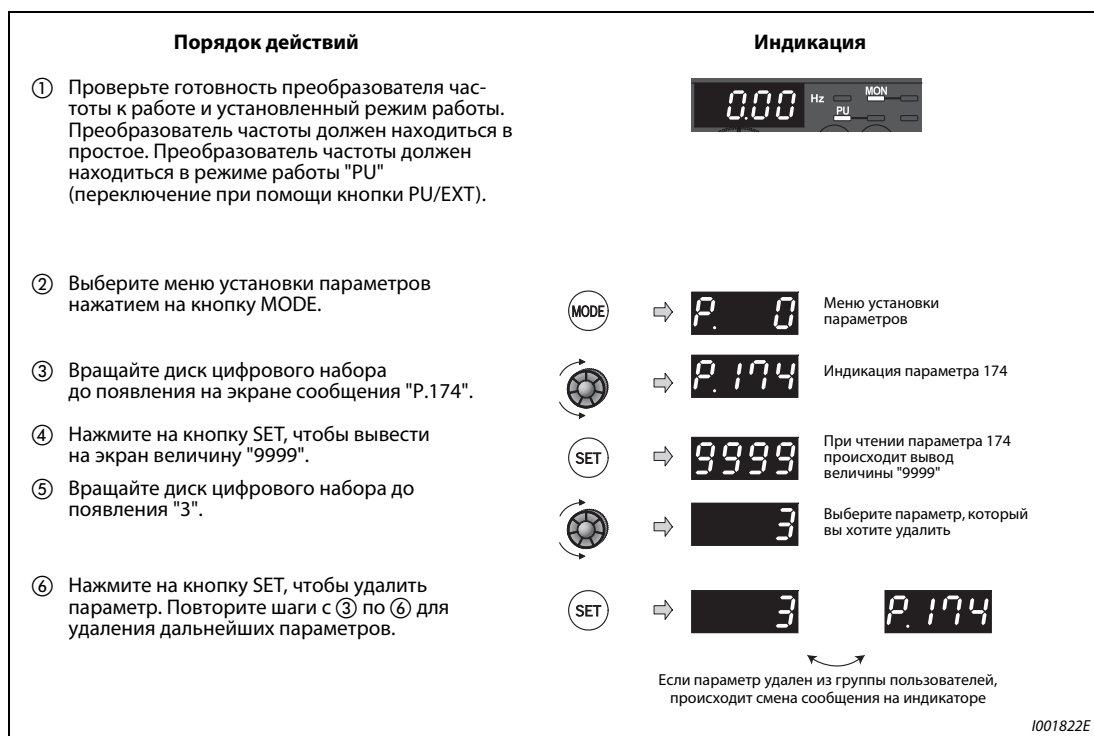 Порядок действий
Индикация
① Проверьте готовность преобразователя час-
тоты к работе и установленный режим работы.
Преобразователь частоты должен находиться в
простое. Преобразователь частоты должен
находиться в режиме работы "PU"
(переключение при помощи кнопки PU/EXT).
0.00 Hz MON
PU
② Выберите меню установки параметров
нажатием на кнопку MODE.
MODE
P. 0
Меню установки
параметров
③ Вращайте диск цифрового набора
до появления на экране сообщения "P.174".
P.174
Индикация параметра 174
④ Нажмите на кнопку SET, чтобы вывести
на экран величину "9999".
SET
9999
При чтении параметра 174
происходит вывод
величины "9999"
⑤ Вращайте диск цифрового набора до
появления "3".
3
Выберите параметр, который
вы хотите удалить
⑥ Нажмите на кнопку SET, чтобы удалить
параметр. Повторите шаги с ③ по ⑥ для
удаления дальнейших параметров.
SET
3
P.174
Если параметр удален из группы пользователей,
происходит смена сообщения на индикаторе
I001822E